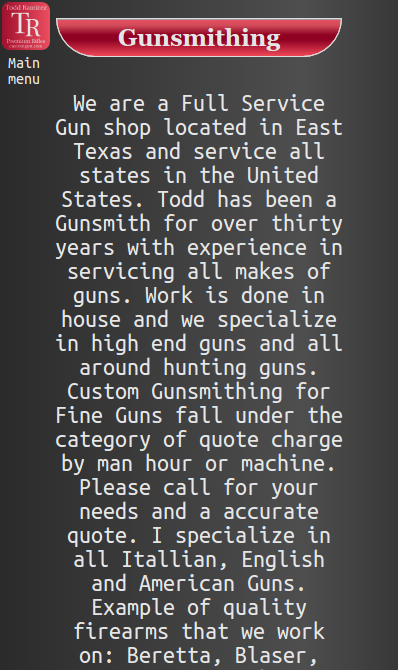 Todd Ramirez
TR
Premium Rifles
Gunsmithing
Main
menu
We are a Full Service
Gun shop located in East
Texas and service all
states in the United
States. Todd has been a
Gunsmith for over thirty
years with experience in
servicing all makes of
guns. Work is done in
house and we specialize
in high end guns and all
around hunting guns.
Custom Gunsmithing for
Fine Guns fall under the
category of quote charge
by man hour or machine.
Please call for your
needs and a accurate
quote. I specialize in
all Itallian, English
and American Guns.
Example of quality
firearms that we work
on: Beretta, Blaser,